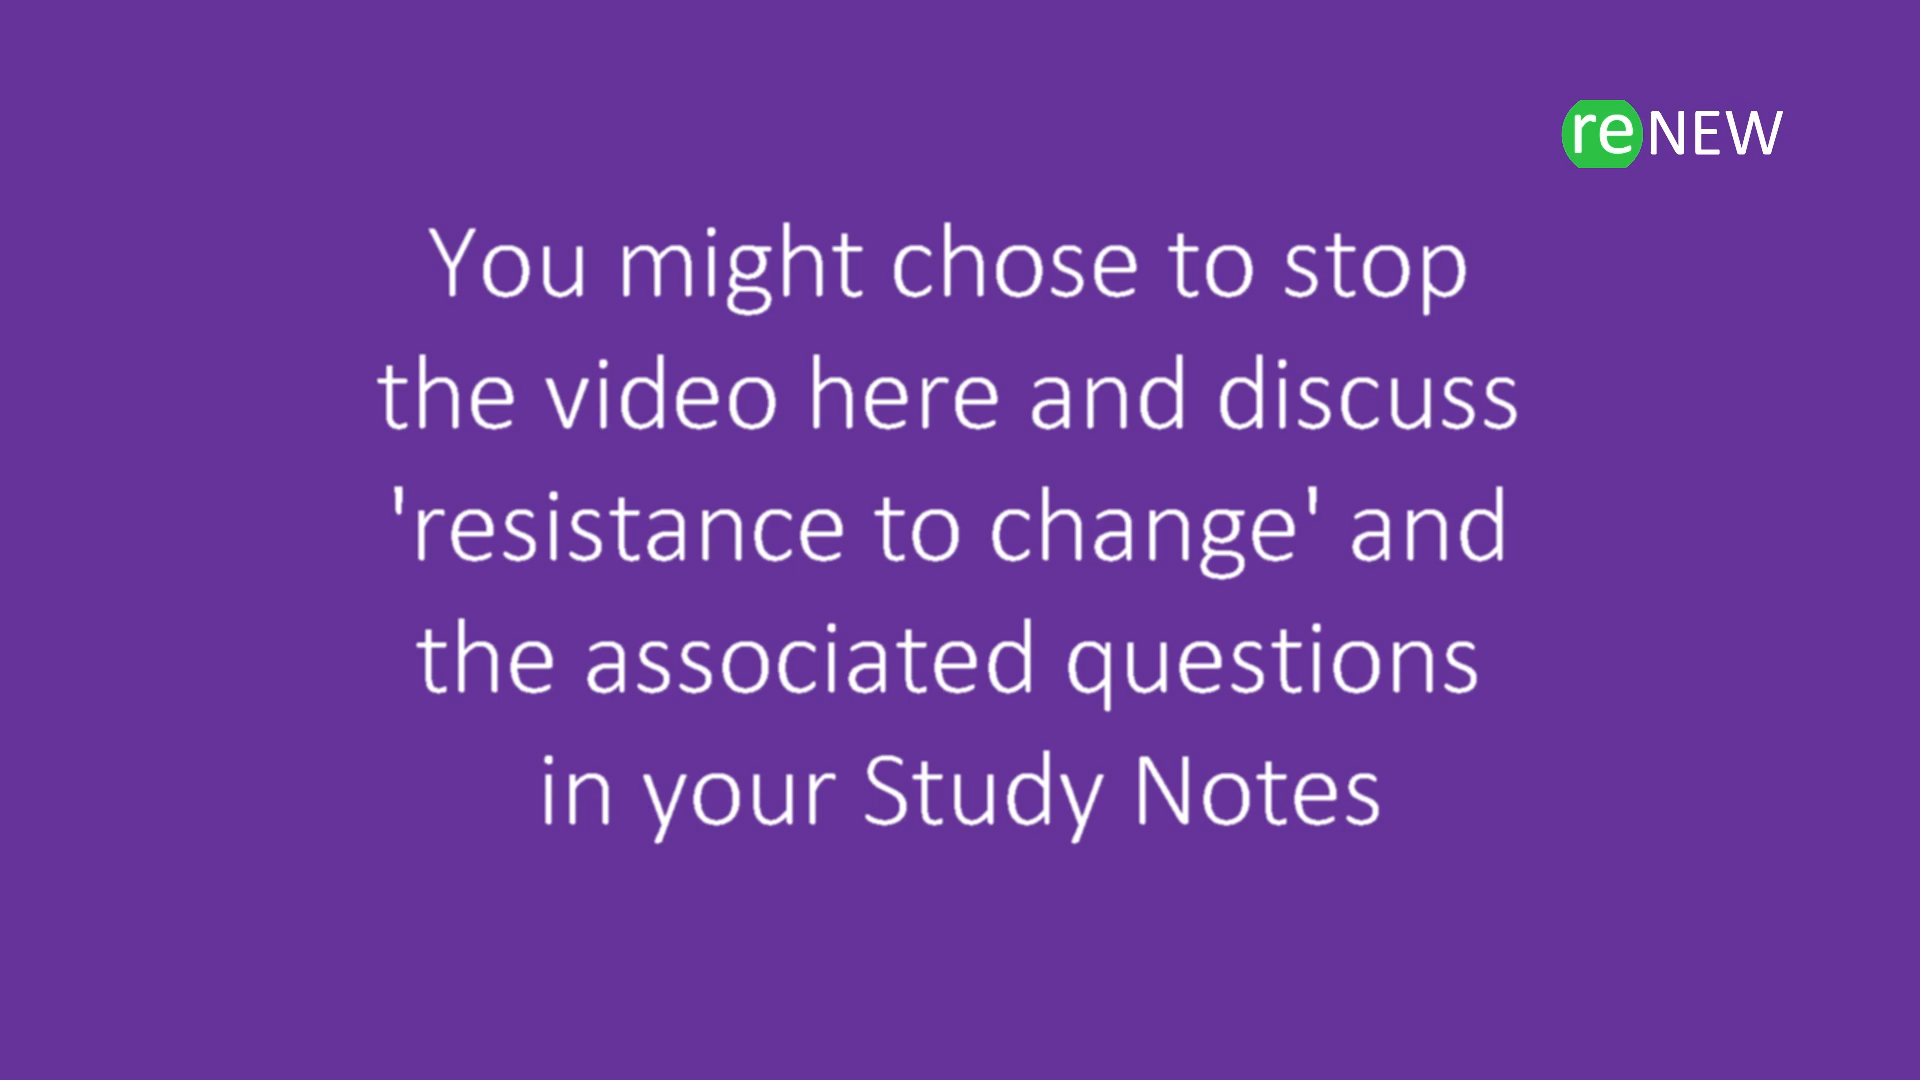 reNEW
You might chose to stop
the video here and discuss
'resistance to change' and
the associated questions
in your Study Notes